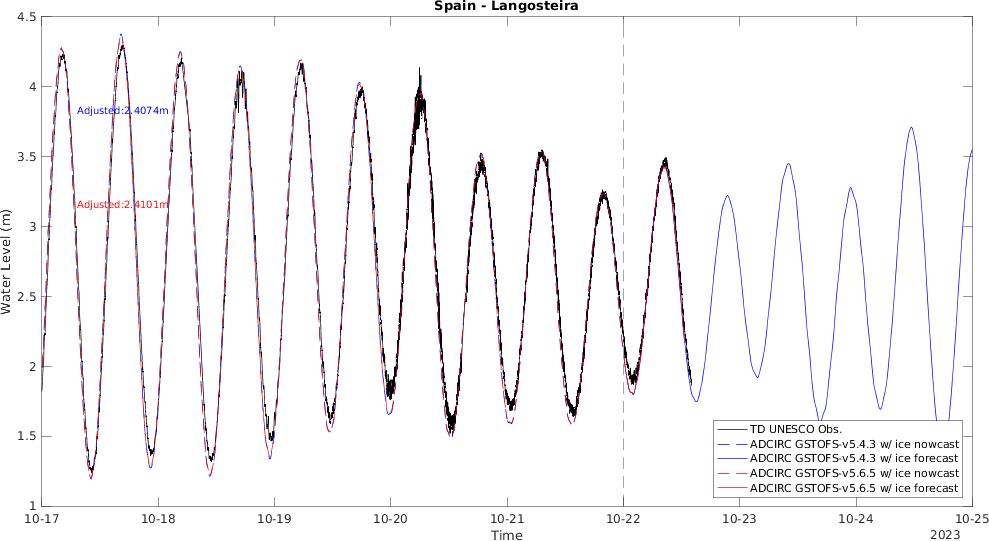 Spain - Langosteira
4.5
4
3.5
3
2.5
2
1.5
1
Water Level (m)
Adjusted:2.4074m
Adjusted:2.4101m
TD UNESCO Obs.
ADCIRC GSTOFS-v5.4.3 w/ ice nowcast
ADCIRC GSTOFS-v5.4.3 w/ ice forecast
ADCIRC GSTOFS-v5.6.5 w/ ice nowcast
ADCIRC GSTOFS-v5.6.5 w/ ice forecast
10-17 10-18 10-19 10-20 10-21 10-22 10-23 10-24 10-25
Time
2023